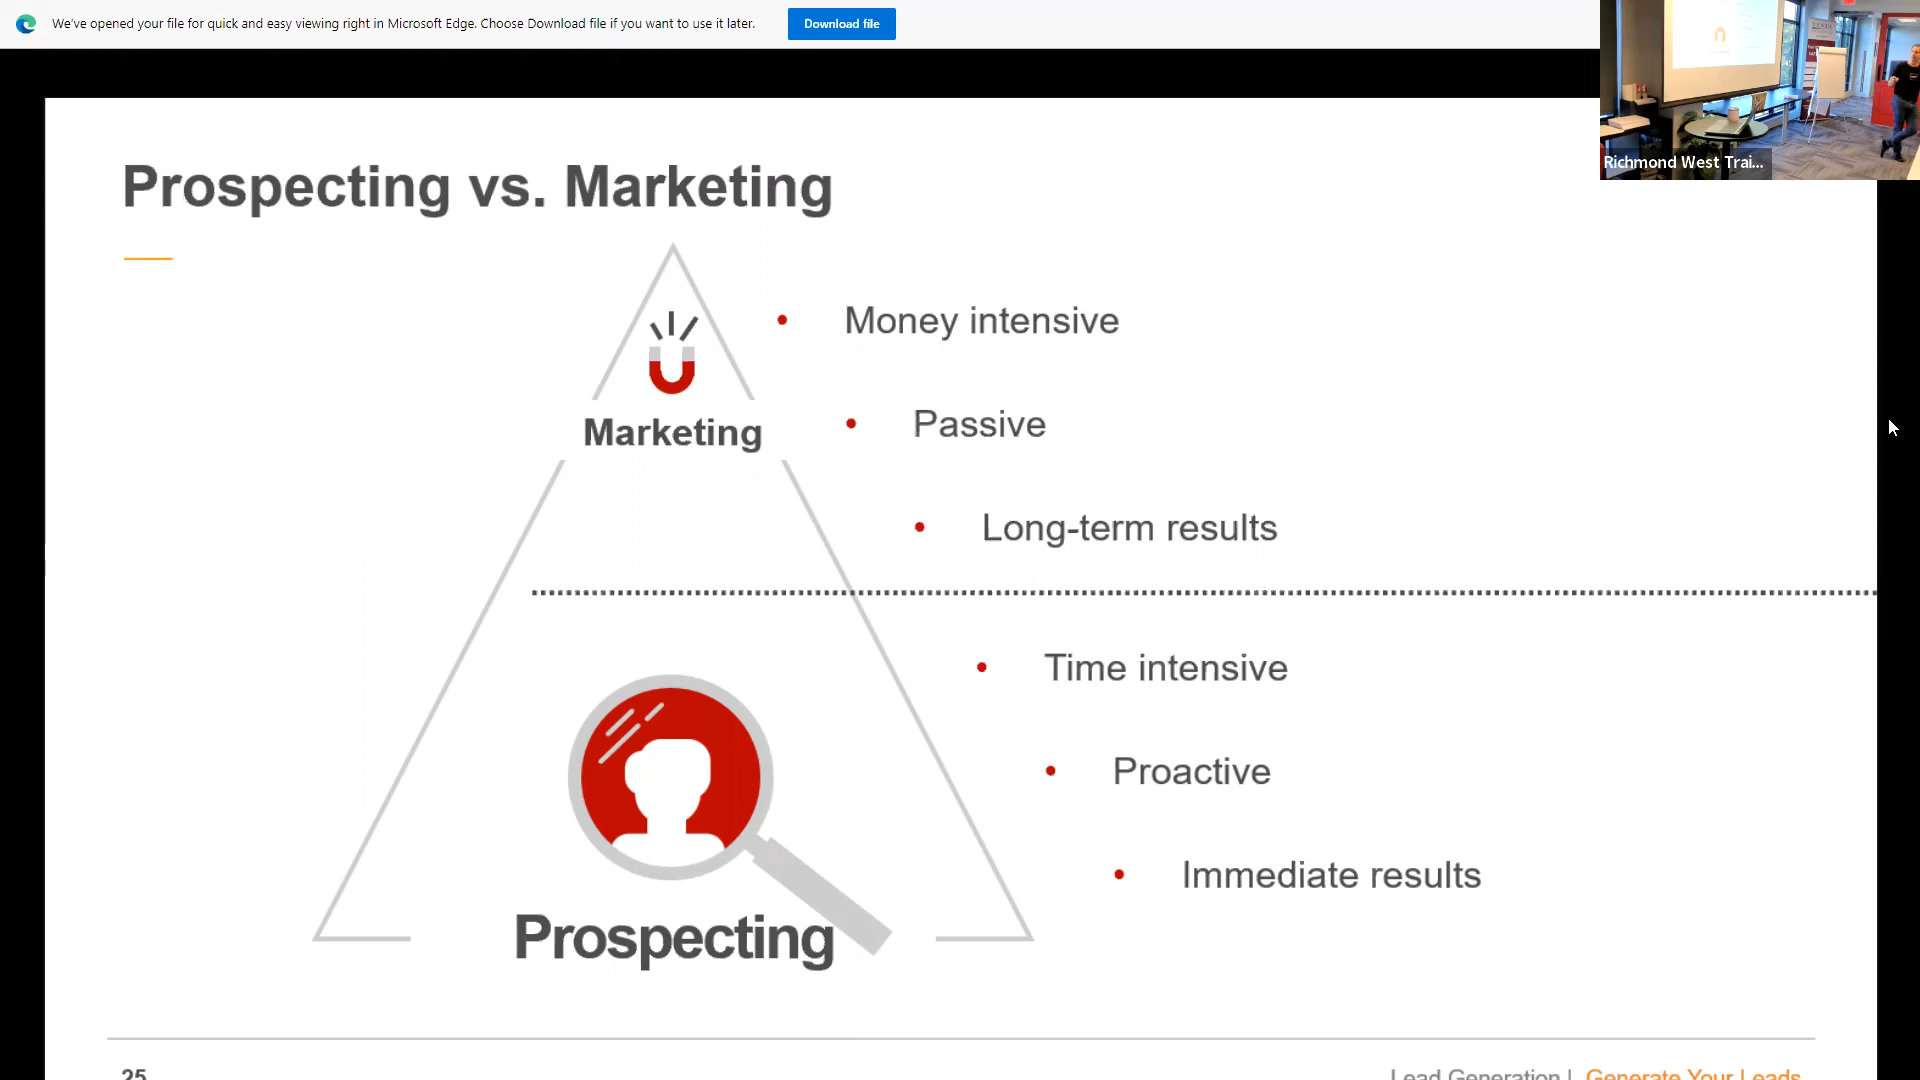 We've opened your file for quick and easy viewing right in Microsoft Edge. Choose Download file if you want to use it later.
Download file
Richmond West Trai...
Prospecting vs. Marketing
Money intensive
Passive
Marketing
Long-term results
Time intensive
Proactive
Immediate results
Prospecting
25
Lead Generation | Generate Your Leads